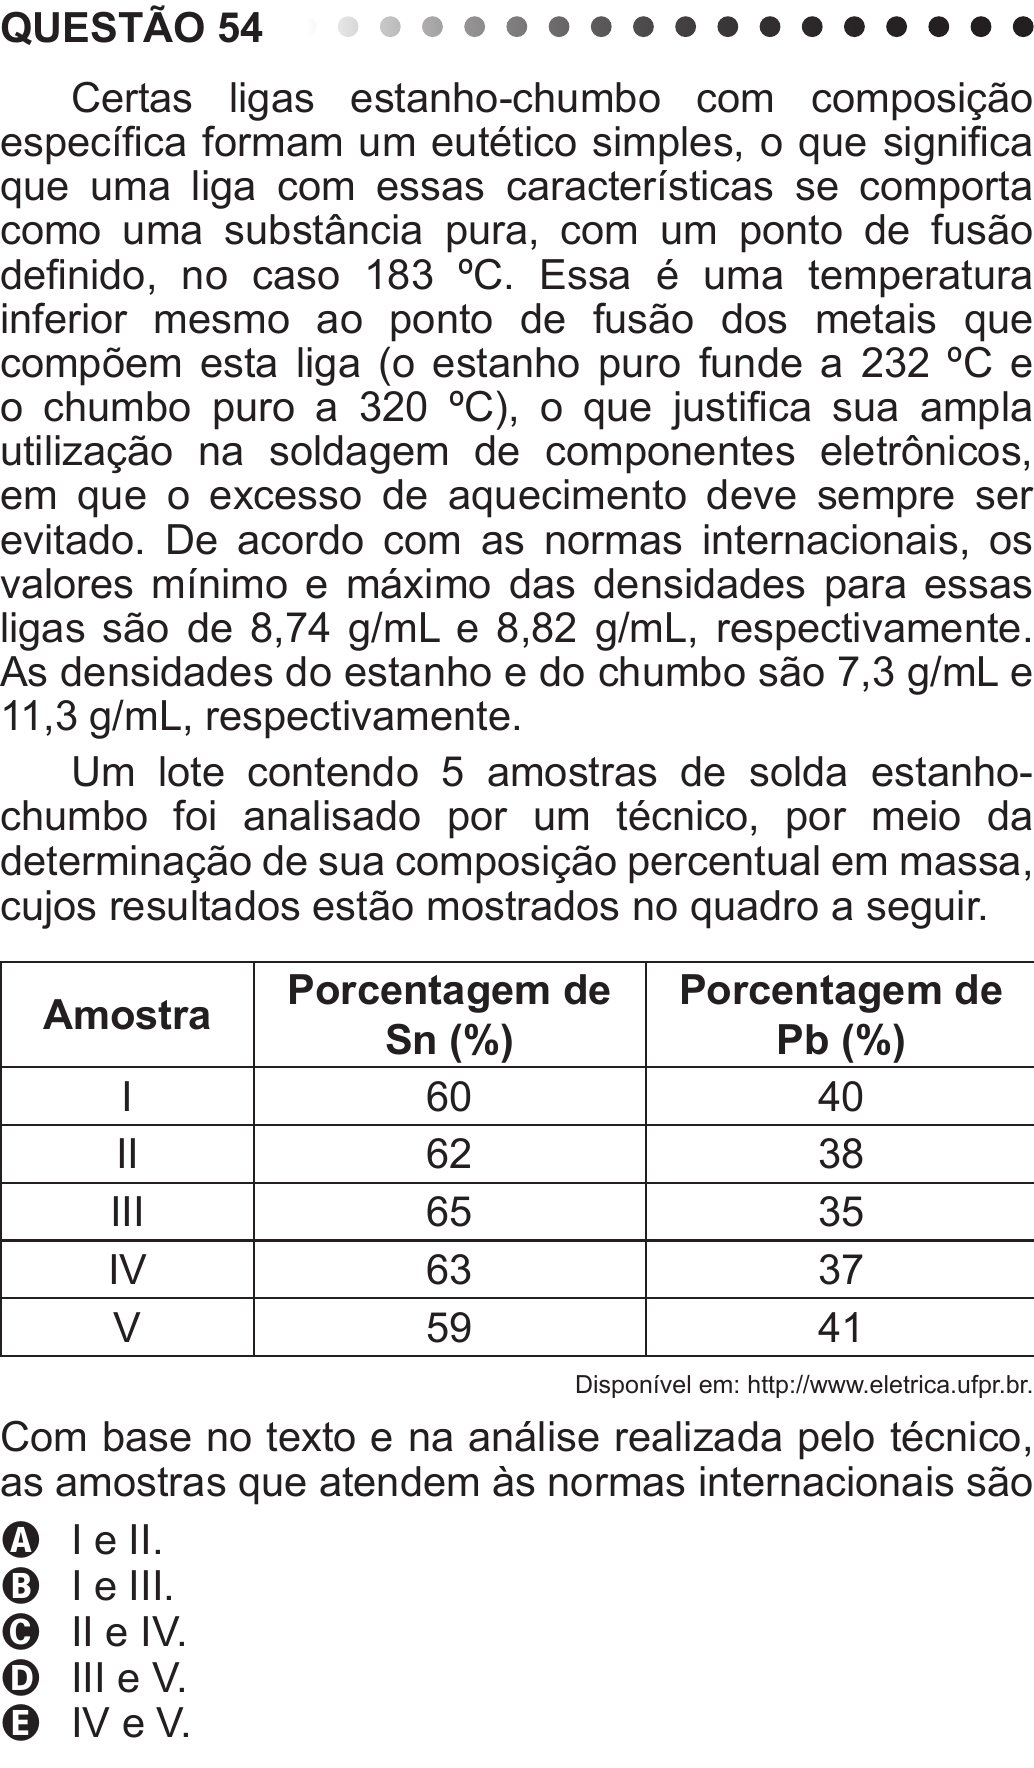 QUESTÃO 54
Certas ligas estanho-chumbo com composição
específica formam um eutético simples, o que significa
que uma liga com essas características se comporta
como uma substância pura, com um ponto de fusão
definido, no caso 183 ºC. Essa é uma temperatura
inferior mesmo ao ponto de fusão dos metais que
compõem esta liga (o estanho puro funde a 232 ºC e
o chumbo puro a 320 ºC), o que justifica sua ampla
utilização na soldagem de componentes eletrônicos,
em que o excesso de aquecimento deve sempre ser
evitado. De acordo com as normas internacionais, os
valores mínimo e máximo das densidades para essas
ligas são de 8,74 g/mL e 8,82 g/mL, respectivamente.
As densidades do estanho e do chumbo são 7,3 g/mL e
11,3 g/mL, respectivamente.
Um lote contendo 5 amostras de solda estanho-
chumbo foi analisado por um técnico, por meio da
determinação de sua composição percentual em massa,
cujos resultados estão mostrados no quadro a seguir.
Amostra Porcentagem de Sn (%) Porcentagem de Pb (%)
I 60 40
II 62 38
III 65 35
IV 63 37
V 59 41
Disponível em: http://www.eletrica.ufpr.br.
Com base no texto e na análise realizada pelo técnico,
as amostras que atendem às normas internacionais são
A I e II.
B I e III.
C II e IV.
D III e V.
E IV e V.